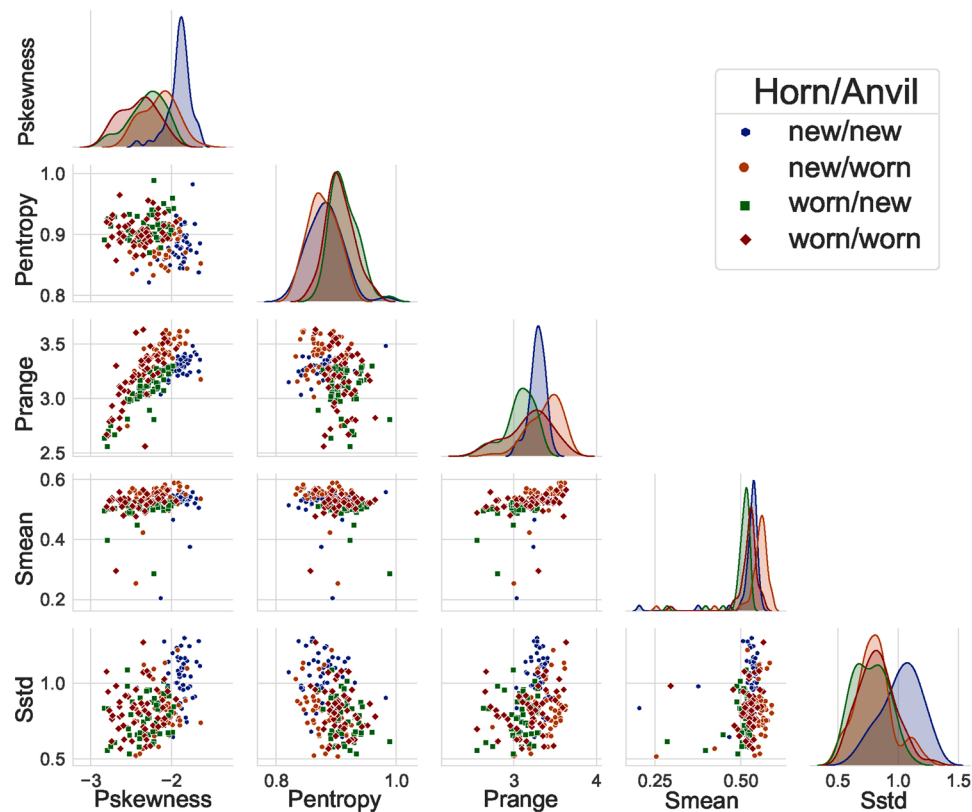 Pskewness
Horn/Anvil
new/new
new/worn
worn/new
worn/worn
Pentropy
1.0
0.9
0.8
Prange
3.5
3.0
2.5
Smean
0.6
0.4
0.2
Sstd
1.0
0.5
−3 −2 0.8 1.0 3 4 0.25 0.50 0.5 1.0 1.5
Pskewness Pentropy Prange Smean Sstd